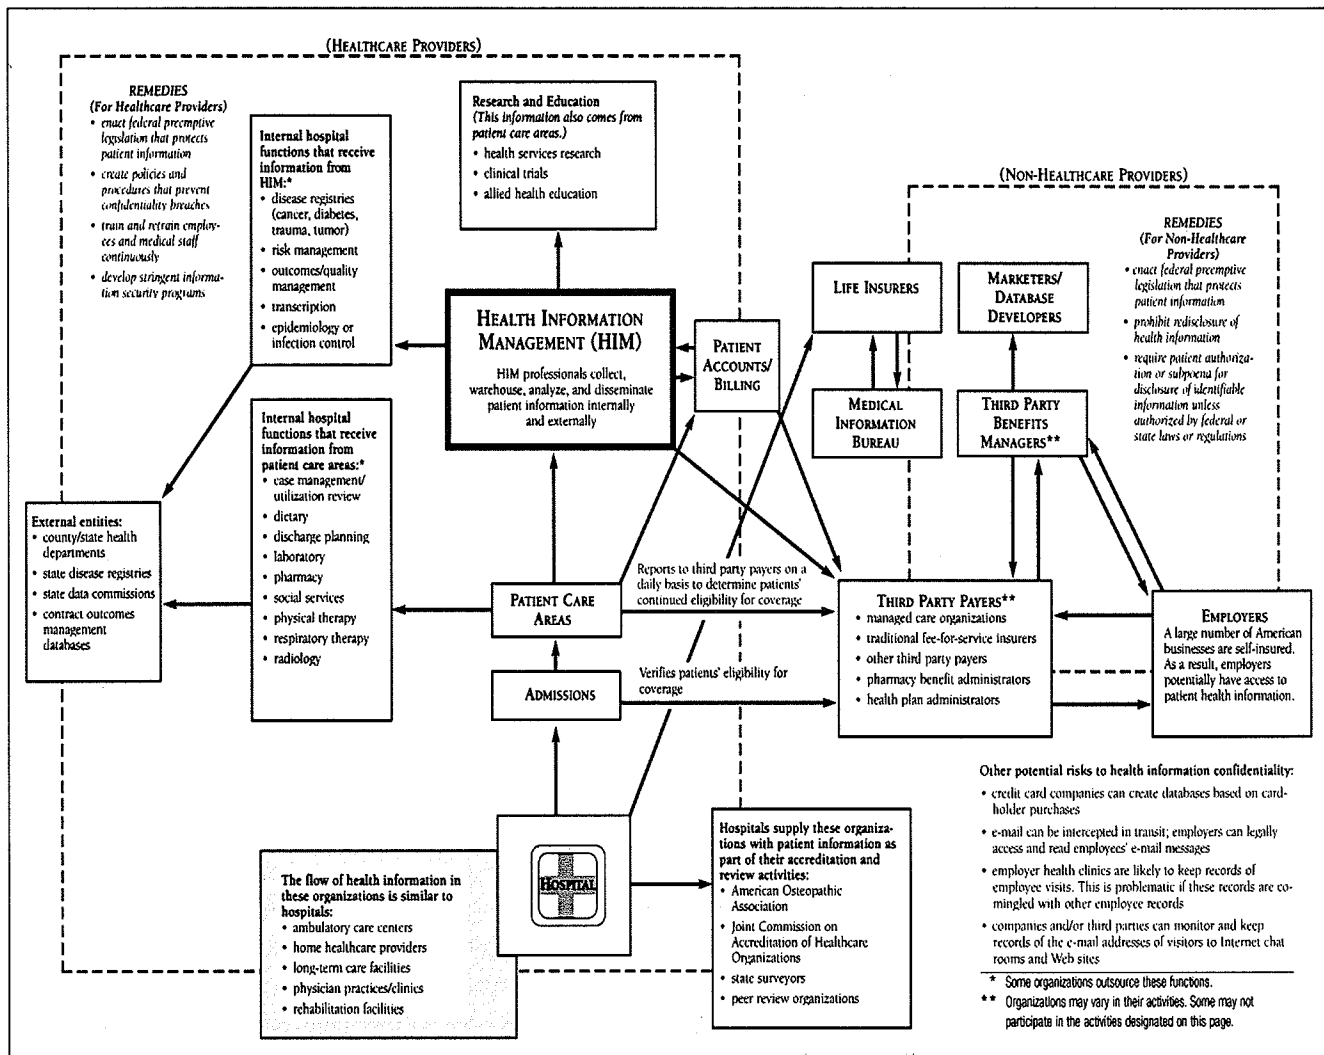 (HEALTHCARE PROVIDERS)
REMEDIES
(For Healthcare Providers)
• enact federal preemptive
legislation that protects
patient information
• create policies and
procedures that prevent
confidentiality breaches
• train and retrain employ-
ees and medical staff
continuously
• develop stringent informa-
tion security programs
Internal hospital
functions that receive
information from
HIM:*
• disease registries
(cancer, diabetes,
trauma, tumor)
• risk management
• outcomes/quality
management
• transcription
• epidemiology or
infection control
Research and Education
(This information also comes from
patient care areas.)
• health services research
• clinical trials
• allied health education
HEALTH INFORMATION
MANAGEMENT (HIM)
HIM professionals collect,
warehouse, analyze, and disseminate
patient information internally
and externally
PATIENT
ACCOUNTS/
BILLING
(NON-HEALTHCARE PROVIDERS)
LIFE INSURERS
MEDICAL
INFORMATION
BUREAU
MARKETERS/
DATABASE
DEVELOPERS
THIRD PARTY
BENEFITS
MANAGERS**
REMEDIES
(For Non-Healthcare
Providers)
• enact federal preemptive
legislation that protects
patient information
• prohibit redisclosure of
health information
• require patient authoriza-
tion or subpoena for
disclosure of identifiable
information unless
authorized by federal or
state laws or regulations
Internal hospital
functions that receive
information from
patient care areas:*
• case management/
utilization review
• dietary
• discharge planning
• laboratory
• pharmacy
• social services
• physical therapy
• respiratory therapy
• radiology
External entities:
• county/state health
departments
• state disease registries
• state data commissions
• contract outcomes
management
databases
PATIENT CARE
AREAS
Reports to third party payers on a
daily basis to determine patients'
continued eligibility for coverage
ADMISSIONS
Verifies patients' eligibility for
coverage
THIRD PARTY PAYERS**
• managed care organizations
• traditional fee-for-service insurers
• other third party payers
• pharmacy benefit administrators
• health plan administrators
EMPLOYERS
A large number of American
businesses are self-insured.
As a result, employers
potentially have access to
patient health information.
The flow of health information in
these organizations is similar to
hospitals:
• ambulatory care centers
• home healthcare providers
• long-term care facilities
• physician practices/clinics
• rehabilitation facilities
HOSPITAL
Hospitals supply these organiza-
tions with patient information as
part of their accreditation and
review activities:
• American Osteopathic
Association
• Joint Commission on
Accreditation of Healthcare
Organizations
• state surveyors
• peer review organizations
Other potential risks to health information confidentiality:
• credit card companies can create databases based on card-
holder purchases
• e-mail can be intercepted in transit; employers can legally
access and read employees' e-mail messages
• employer health clinics are likely to keep records of
employee visits. This is problematic if these records are co-
mingled with other employee records
• companies and/or third parties can monitor and keep
records of the e-mail addresses of visitors to Internet chat
rooms and Web sites
* Some organizations outsource these functions.
** Organizations may vary in their activities. Some may not
participate in the activities designated on this page.